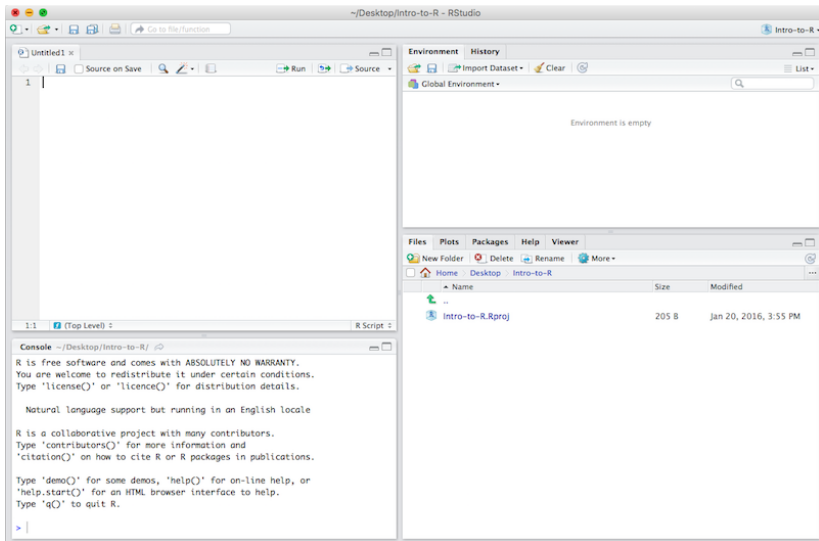 ~/Desktop/Intro-to-R - RStudio
Go to file/function
Intro-to-R
Untitled1
Source on Save
Run
Source
1
1:1
(Top Level)
R Script
Console ~/Desktop/Intro-to-R/
R is free software and comes with ABSOLUTELY NO WARRANTY.
You are welcome to redistribute it under certain conditions.
Type 'license()' or 'licence()' for distribution details.
Natural language support but running in an English locale
R is a collaborative project with many contributors.
Type 'contributors()' for more information and
'citation()' on how to cite R or R packages in publications.
Type 'demo()' for some demos, 'help()' for on-line help, or
'help.start()' for an HTML browser interface to help.
Type 'q()' to quit R.
>
Environment History
Import Dataset Clear List
Global Environment
Environment is empty
Files Plots Packages Help Viewer
New Folder Delete Rename More
Home Desktop Intro-to-R
Name Size Modified
..
Intro-to-R.Rproj 205 B Jan 20, 2016, 3:55 PM